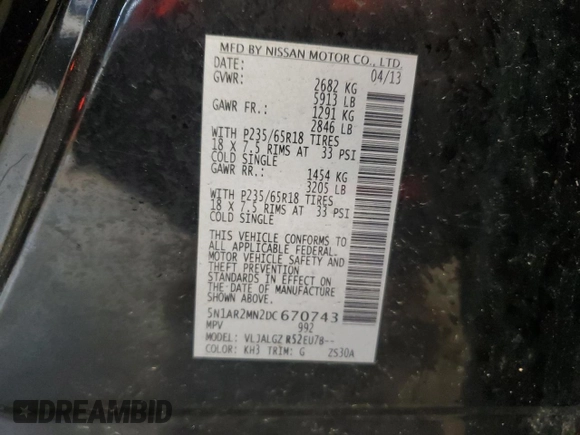 MFD BY NISSAN MOTOR CO., LTD.
DATE: 04/13
GVWR: 2682 KG
5913 LB
GAWR FR.: 1291 KG
2846 LB
WITH P235/65R18 TIRES
18 X 7.5 RIMS AT 33 PSI
COLD SINGLE
GAWR RR.: 1454 KG
3205 LB
WITH P235/65R18 TIRES
18 X 7.5 RIMS AT 33 PSI
COLD SINGLE
THIS VEHICLE CONFORMS TO
ALL APPLICABLE FEDERAL
MOTOR VEHICLE SAFETY AND
THEFT PREVENTION
STANDARDS IN EFFECT ON
THE DATE OF MANUFACTURE
SHOWN ABOVE.
5N1AR2MN2DC670743
MPV 992
MODEL: VLJALGZ R52EU78--
COLOR: KH3 TRIM: G ZS30A
DREAMBID